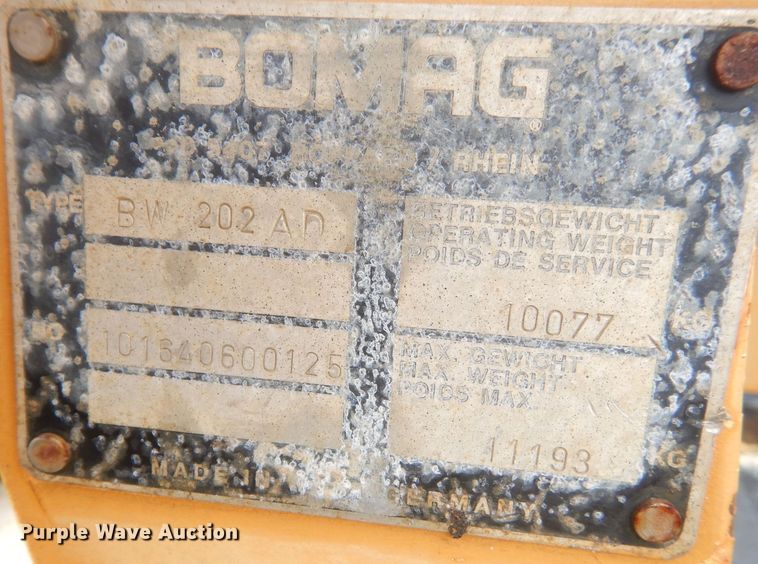 BOMAG
®
RHEIN
TYPE BW 202 AD
BETRIEBSGEWICHT
OPERATING WEIGHT
POIDS DE SERVICE
10077 KG
NO 101640600125
MAX. GEWICHT
MAX. WEIGHT
POIDS MAX.
11193 KG
MADE IN GERMANY
Purple Wave Auction